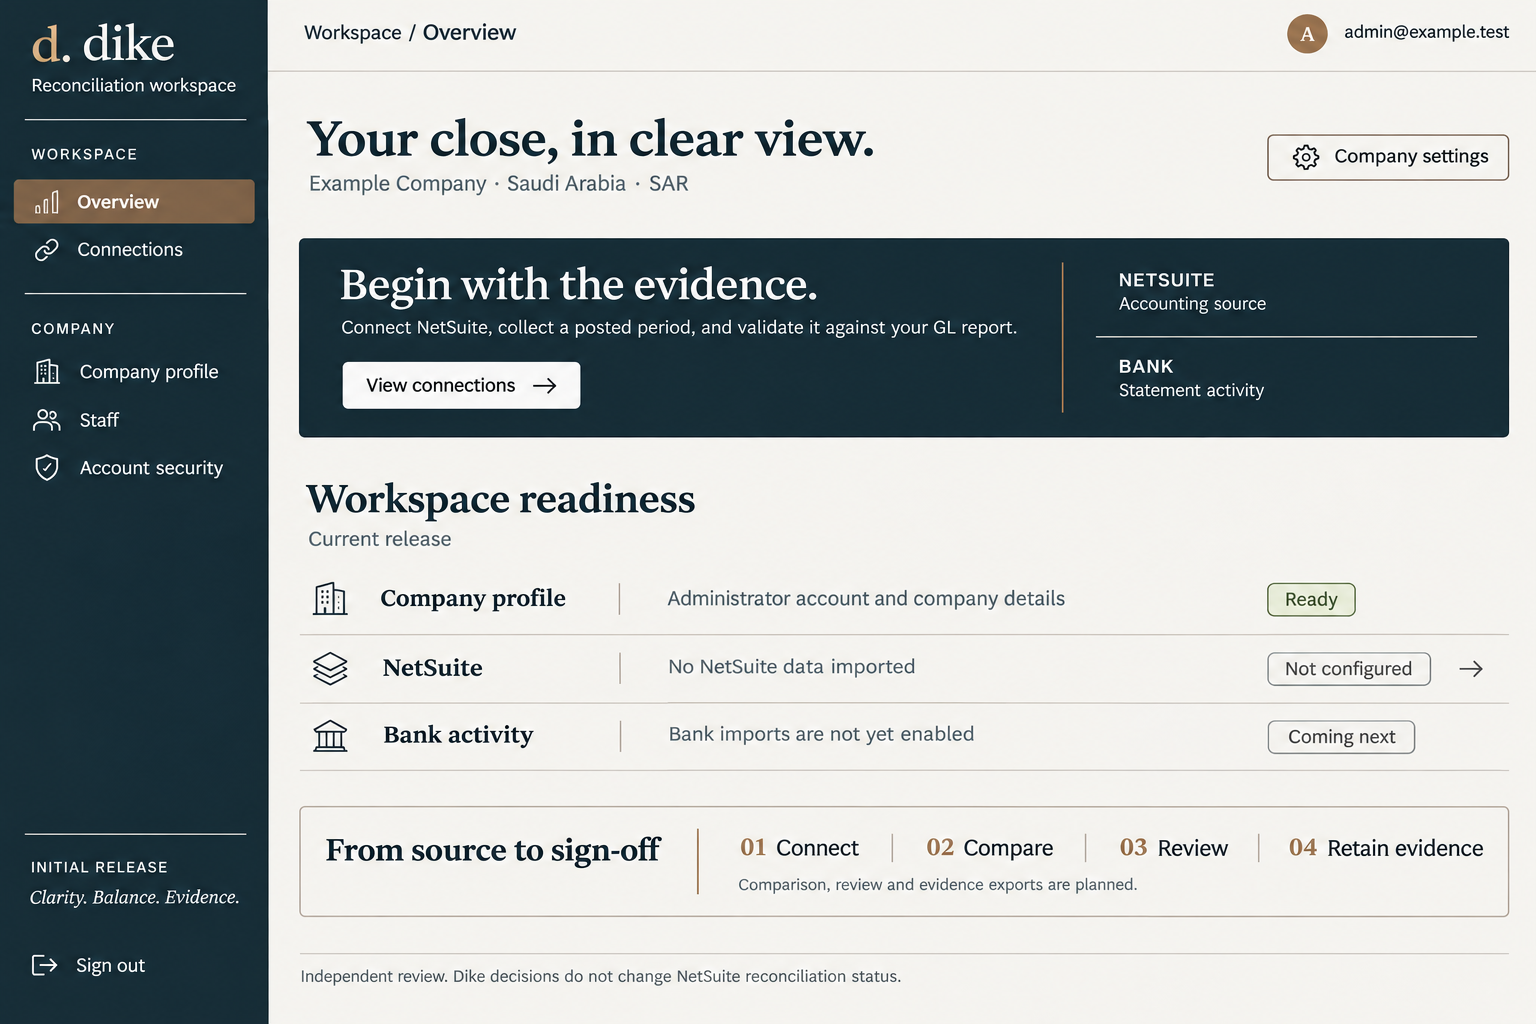 d. dike
Reconciliation workspace
WORKSPACE
Overview
Connections
COMPANY
Company profile
Staff
Account security
INITIAL RELEASE
Clarity. Balance. Evidence.
Sign out
Workspace / Overview
A
admin@example.test
Your close, in clear view.
Example Company · Saudi Arabia · SAR
Company settings
Begin with the evidence.
Connect NetSuite, collect a posted period, and validate it against your GL report.
View connections →
NETSUITE
Accounting source
BANK
Statement activity
Workspace readiness
Current release
Company profile
Administrator account and company details
Ready
NetSuite
No NetSuite data imported
Not configured →
Bank activity
Bank imports are not yet enabled
Coming next
From source to sign-off
01 Connect
02 Compare
03 Review
04 Retain evidence
Comparison, review and evidence exports are planned.
Independent review. Dike decisions do not change NetSuite reconciliation status.